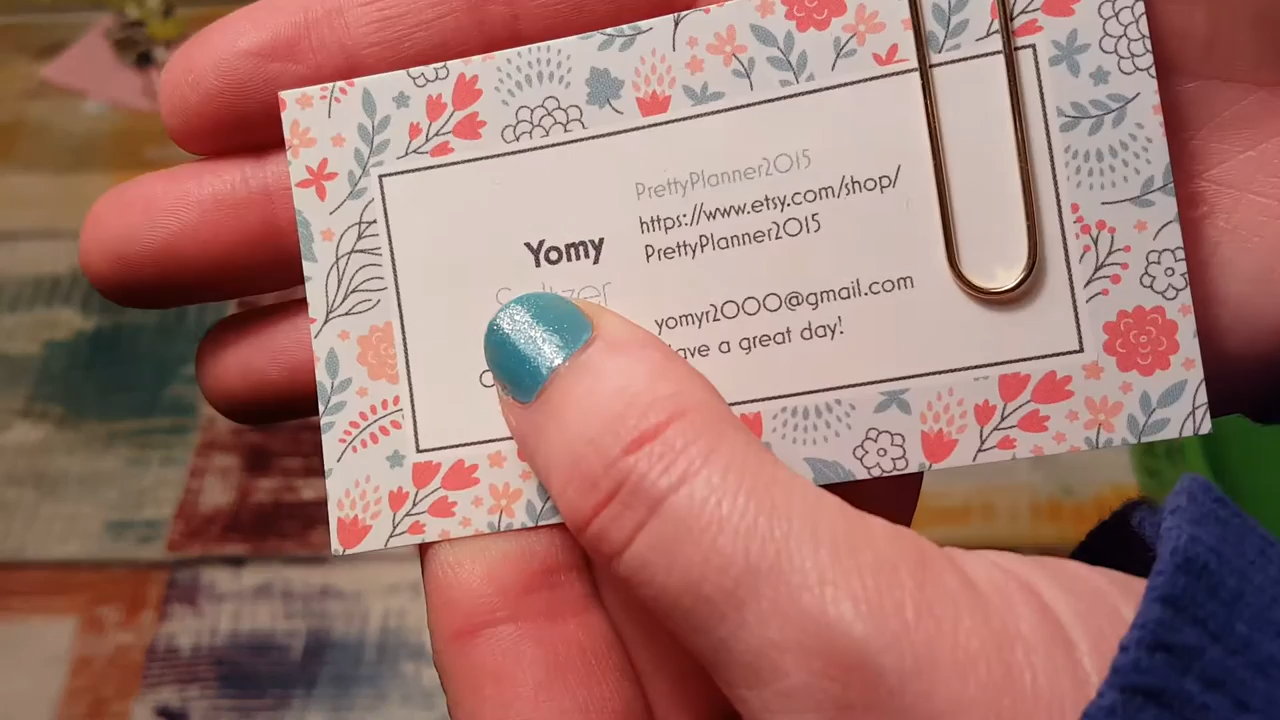 Yomy
PrettyPlanner2015
https://www.etsy.com/shop/
PrettyPlanner2015
yomyr2000@gmail.com
ave a great day!